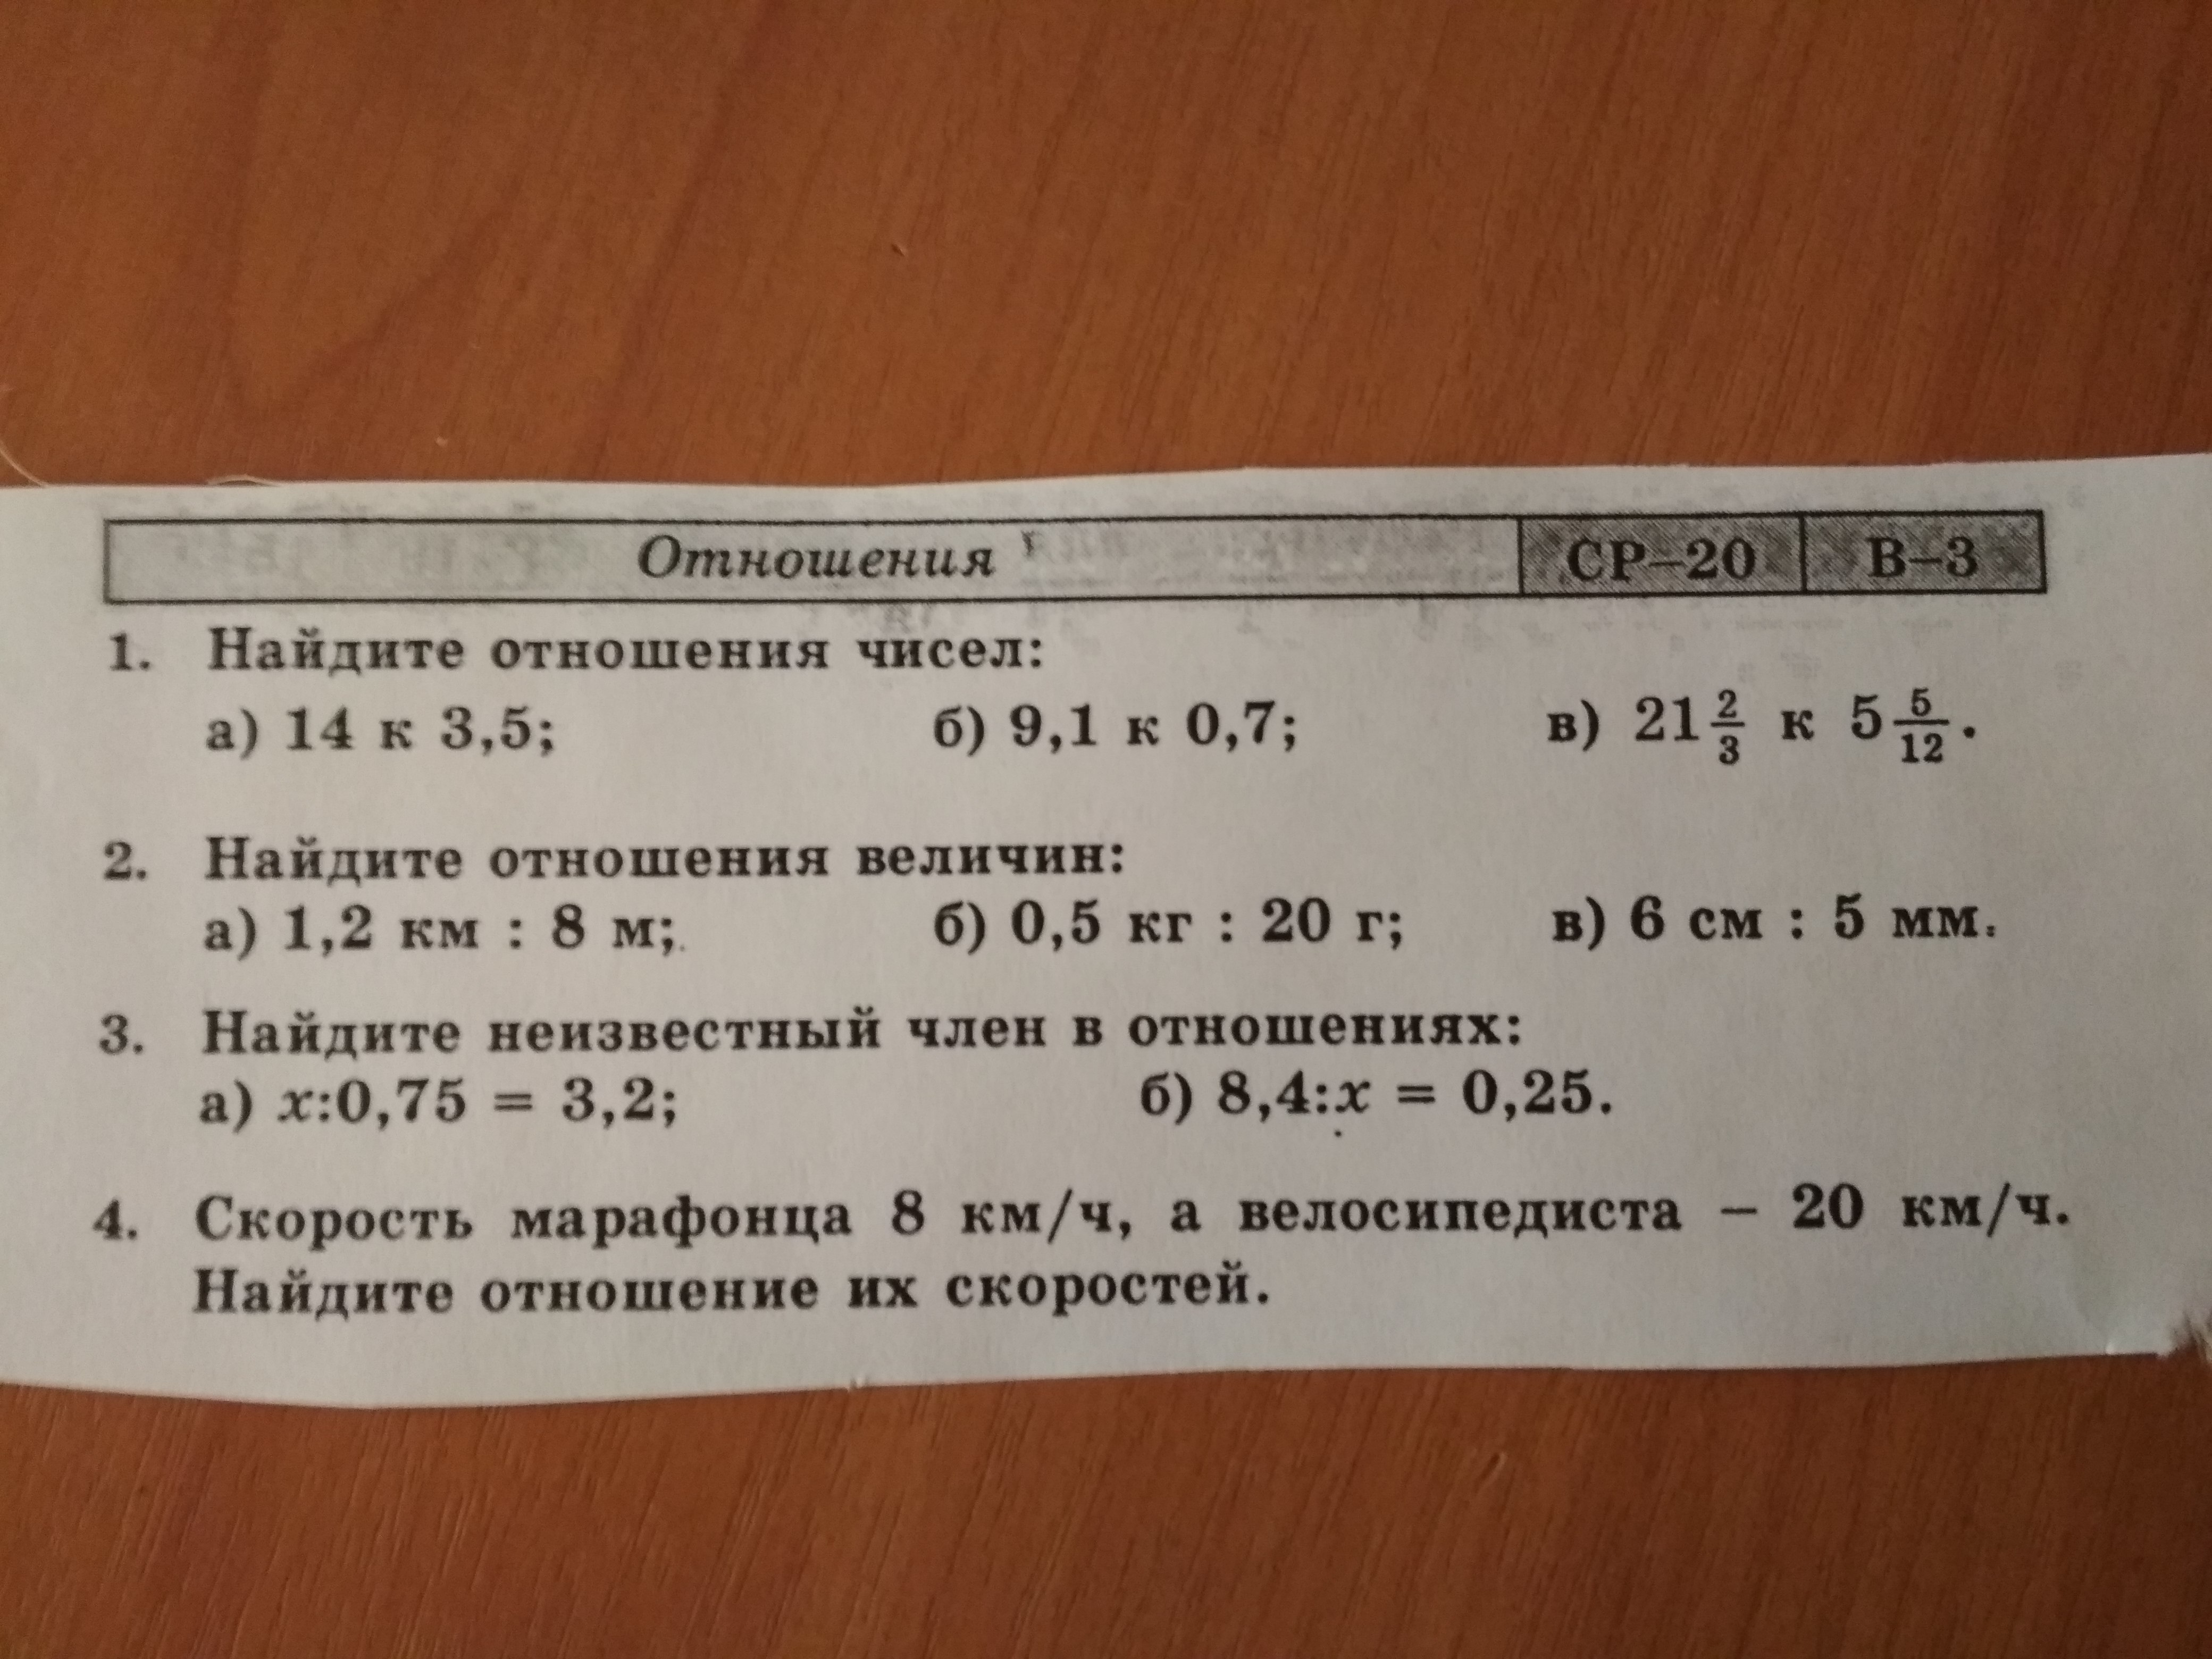 Отношения СР–20 В–3
1. Найдите отношения чисел:
а) 14 к 3,5; б) 9,1 к 0,7; в) 21 2/3 к 5 5/12.
2. Найдите отношения величин:
а) 1,2 км : 8 м; б) 0,5 кг : 20 г; в) 6 см : 5 мм.
3. Найдите неизвестный член в отношениях:
а) x:0,75 = 3,2; б) 8,4:x = 0,25.
4. Скорость марафонца 8 км/ч, а велосипедиста – 20 км/ч.
Найдите отношение их скоростей.